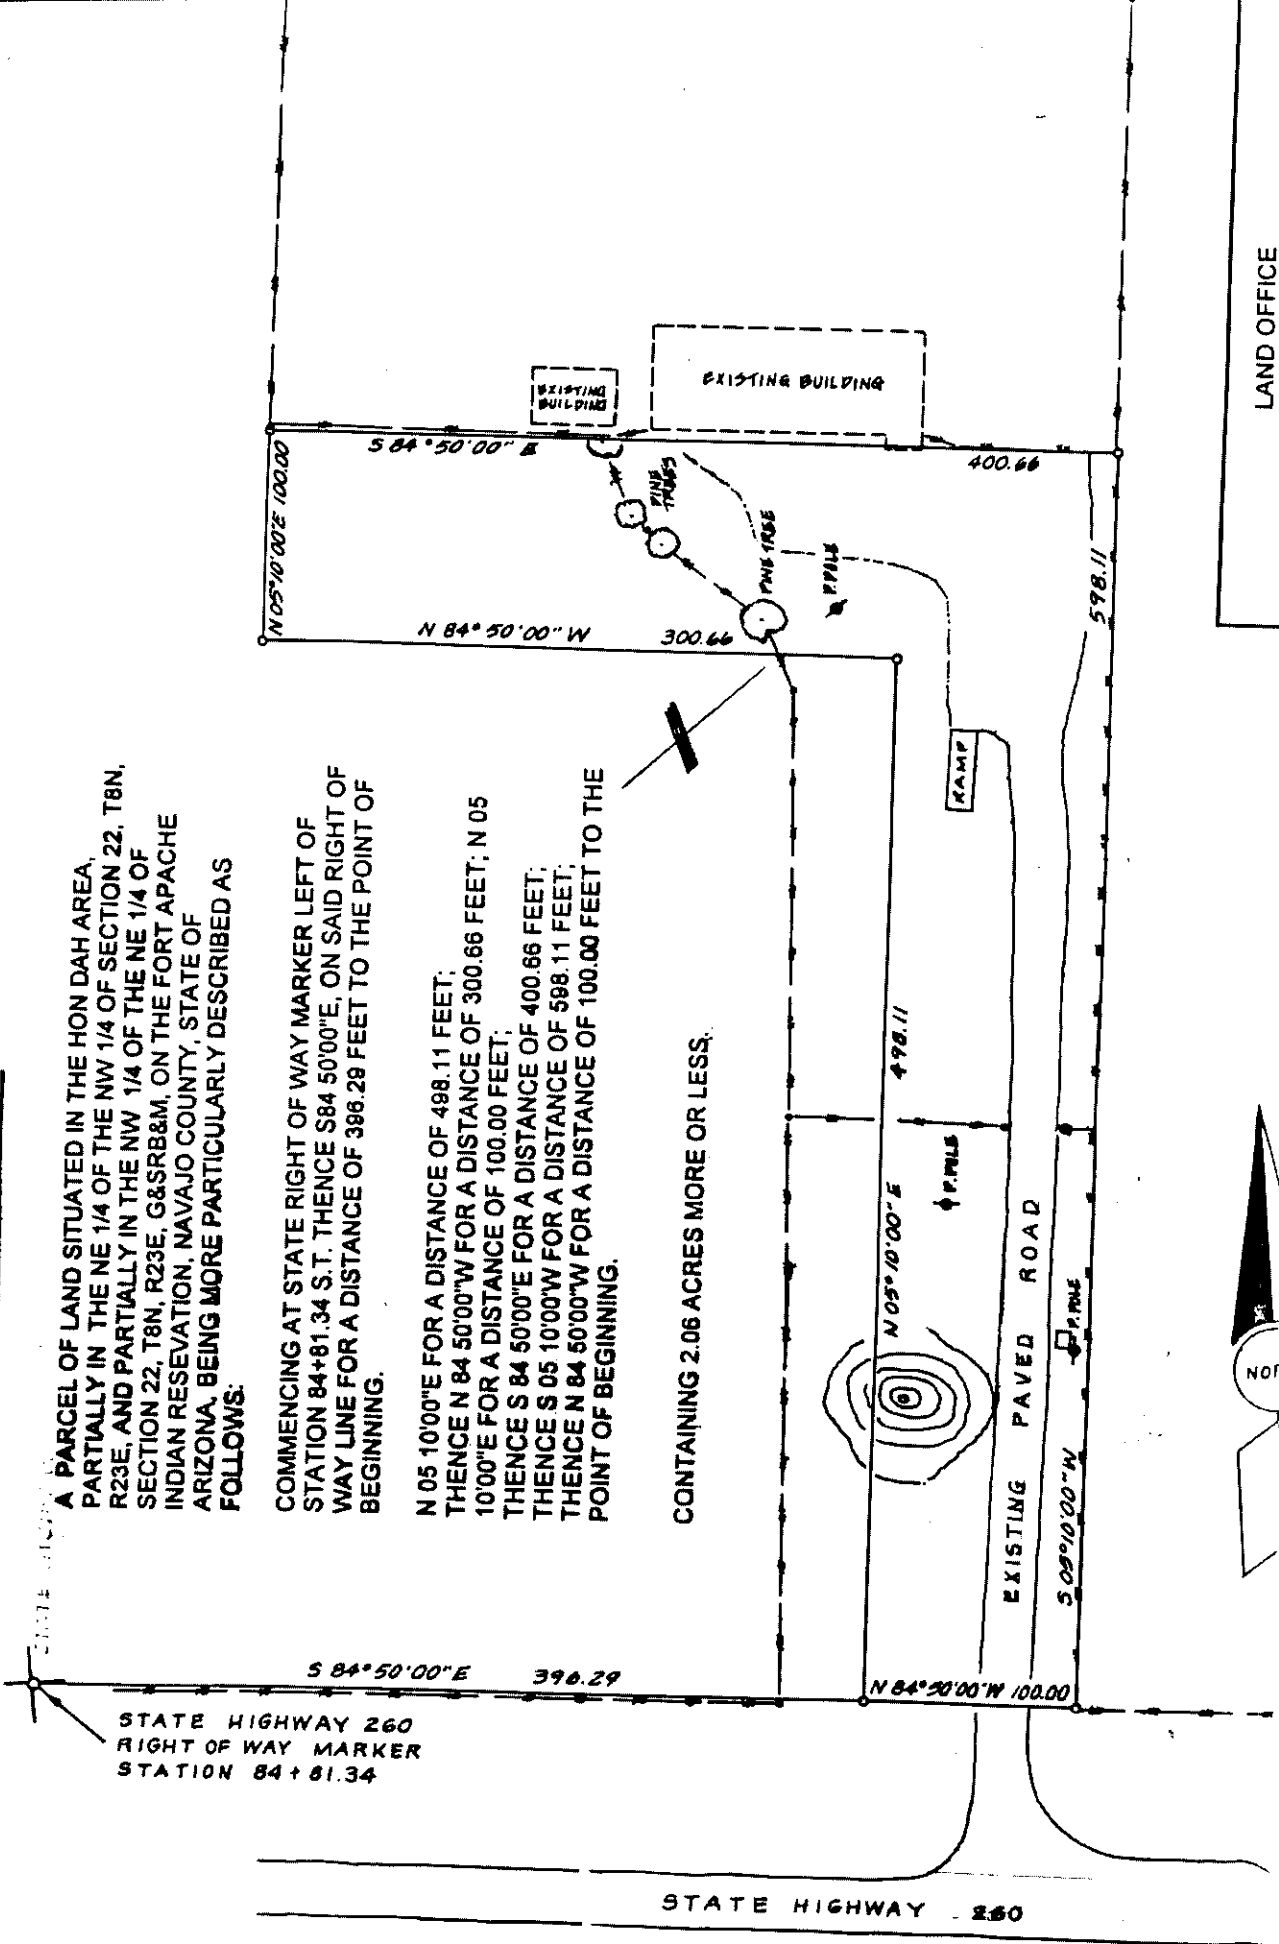 A PARCEL OF LAND SITUATED IN THE HON DAH AREA,
PARTIALLY IN THE NE 1/4 OF THE NW 1/4 OF SECTION 22, T8N,
R23E, AND PARTIALLY IN THE NW 1/4 OF THE NE 1/4 OF
SECTION 22, T8N, R23E, G&SRB&M, ON THE FORT APACHE
INDIAN RESEVATION, NAVAJO COUNTY, STATE OF
ARIZONA, BEING MORE PARTICULARLY DESCRIBED AS
FOLLOWS:
COMMENCING AT STATE RIGHT OF WAY MARKER LEFT OF
STATION 84+81.34 S.T. THENCE S84 50'00"E, ON SAID RIGHT OF
WAY LINE FOR A DISTANCE OF 396.29 FEET TO THE POINT OF
BEGINNING.
N 05 10'00"E FOR A DISTANCE OF 498.11 FEET;
THENCE N 84 50'00"W FOR A DISTANCE OF 300.66 FEET; N 05
10'00"E FOR A DISTANCE OF 100.00 FEET;
THENCE S 84 50'00"E FOR A DISTANCE OF 400.66 FEET;
THENCE S 05 10'00"W FOR A DISTANCE OF 598.11 FEET;
THENCE N 84 50'00"W FOR A DISTANCE OF 100.00 FEET TO THE
POINT OF BEGINNING.
CONTAINING 2.06 ACRES MORE OR LESS.
N 05°10'00"E 100.00
S 84°50'00" E
400.66
EXISTING
BUILDING
EXISTING BUILDING
PINE
TREES
PINE TREE
P.POLE
N 84°50'00" W 300.66
598.11
RAMP
498.11
N 05°10'00" E
P.POLE
EXISTING PAVED ROAD
P.POLE
S 05°10'00" W
S 84°50'00"E 396.29
N 84°50'00"W 100.00
STATE HIGHWAY 260
RIGHT OF WAY MARKER
STATION 84+81.34
STATE HIGHWAY 260
LAND OFFICE
NOR